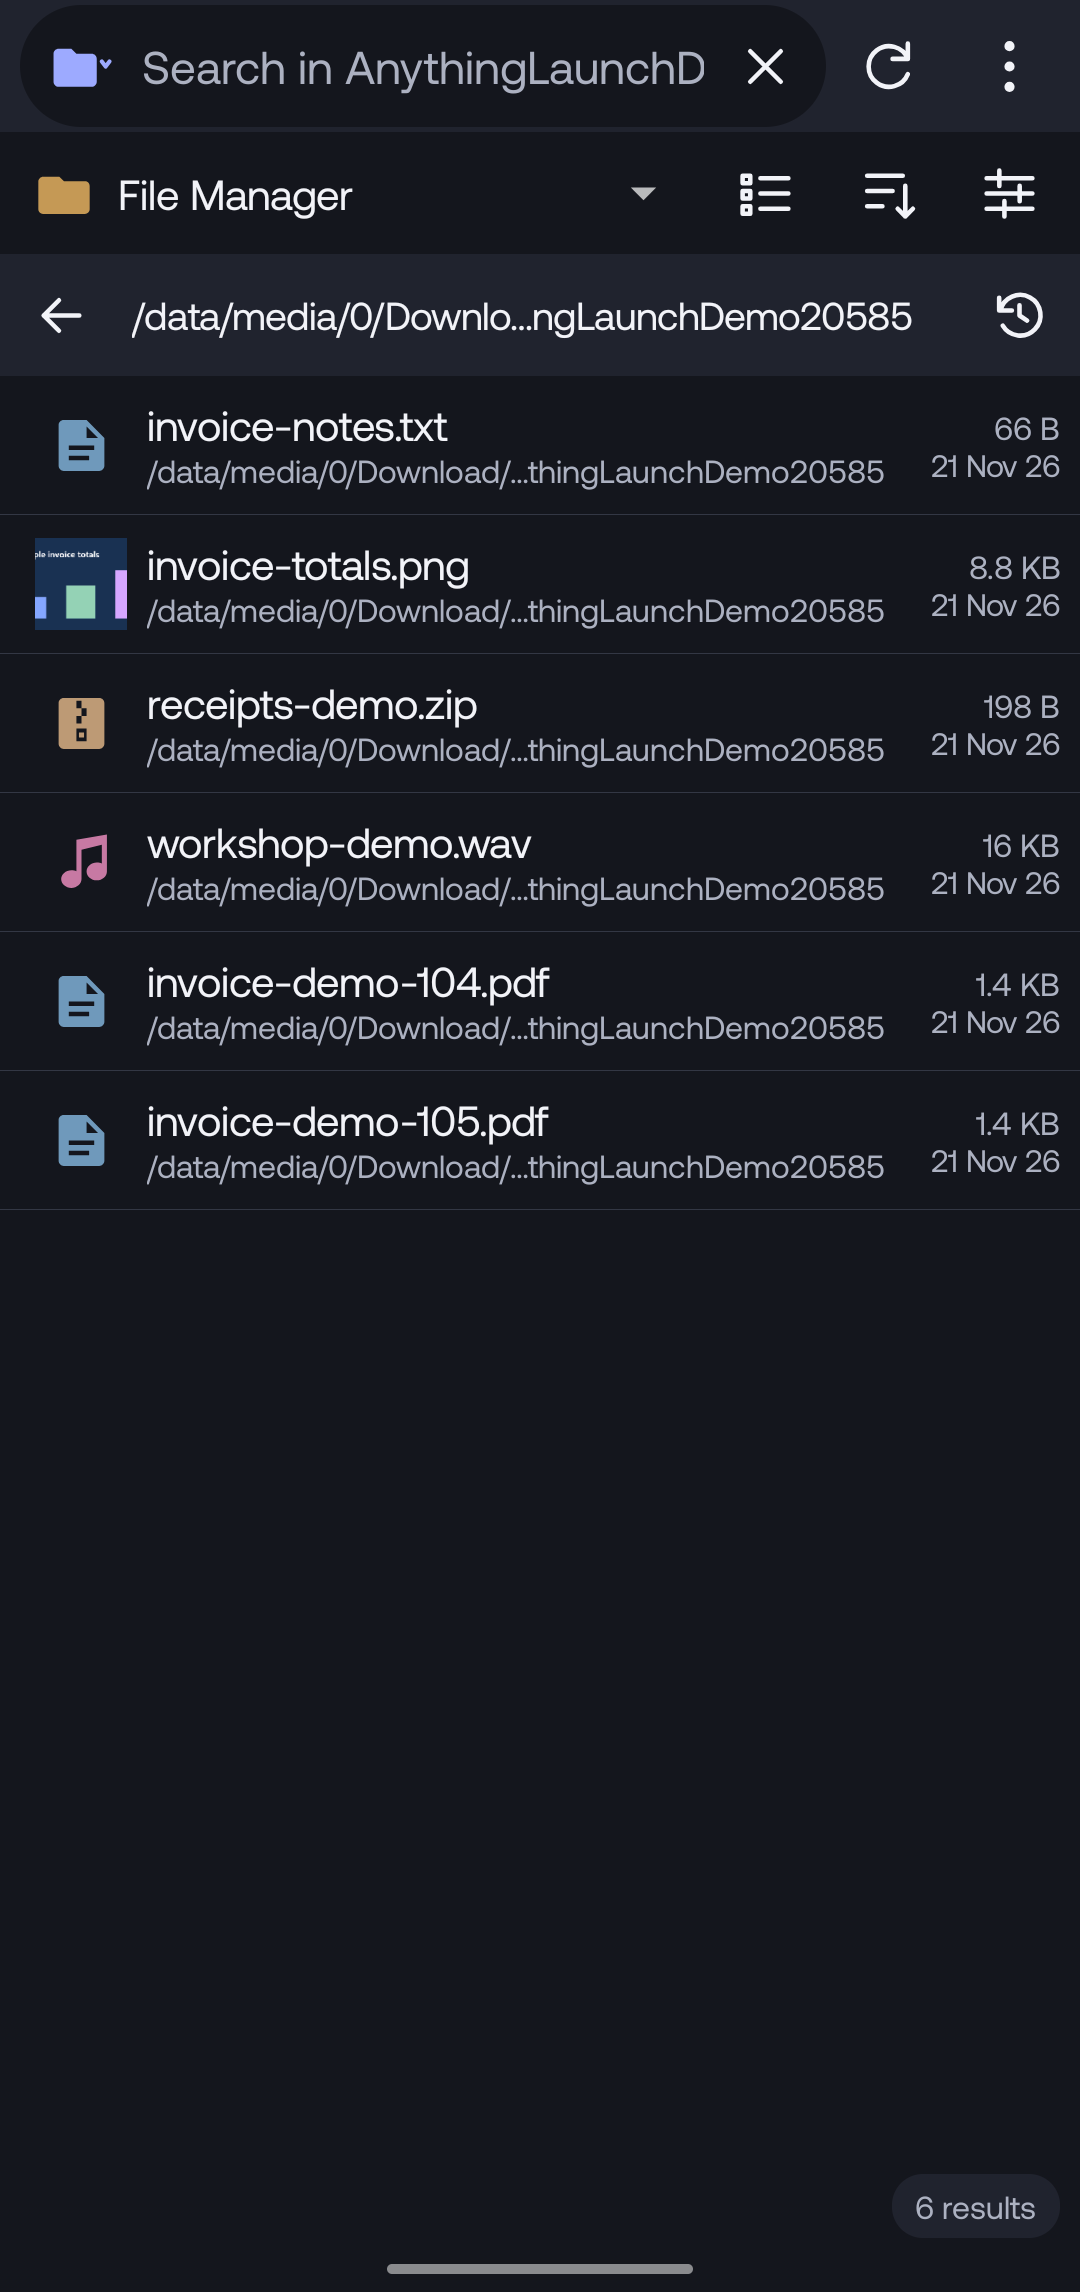 Search in AnythingLaunchD
File Manager
/data/media/0/Downlo...ngLaunchDemo20585
invoice-notes.txt
66 B
/data/media/0/Download/...thingLaunchDemo20585
21 Nov 26
ple invoice totals
invoice-totals.png
8.8 KB
/data/media/0/Download/...thingLaunchDemo20585
21 Nov 26
receipts-demo.zip
198 B
/data/media/0/Download/...thingLaunchDemo20585
21 Nov 26
workshop-demo.wav
16 KB
/data/media/0/Download/...thingLaunchDemo20585
21 Nov 26
invoice-demo-104.pdf
1.4 KB
/data/media/0/Download/...thingLaunchDemo20585
21 Nov 26
invoice-demo-105.pdf
1.4 KB
/data/media/0/Download/...thingLaunchDemo20585
21 Nov 26
6 results